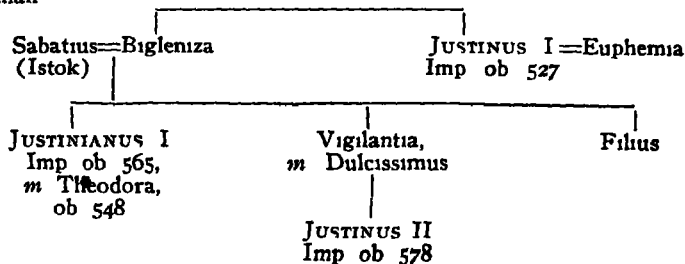 Sabatius=Bigleniza
(Istok)
JUSTINUS I=Euphemia
Imp ob 527
JUSTINIANUS I
Imp ob 565,
m Theodora,
ob 548
Vigilantia,
m Dulcissimus
Filius
JUSTINUS II
Imp ob 578